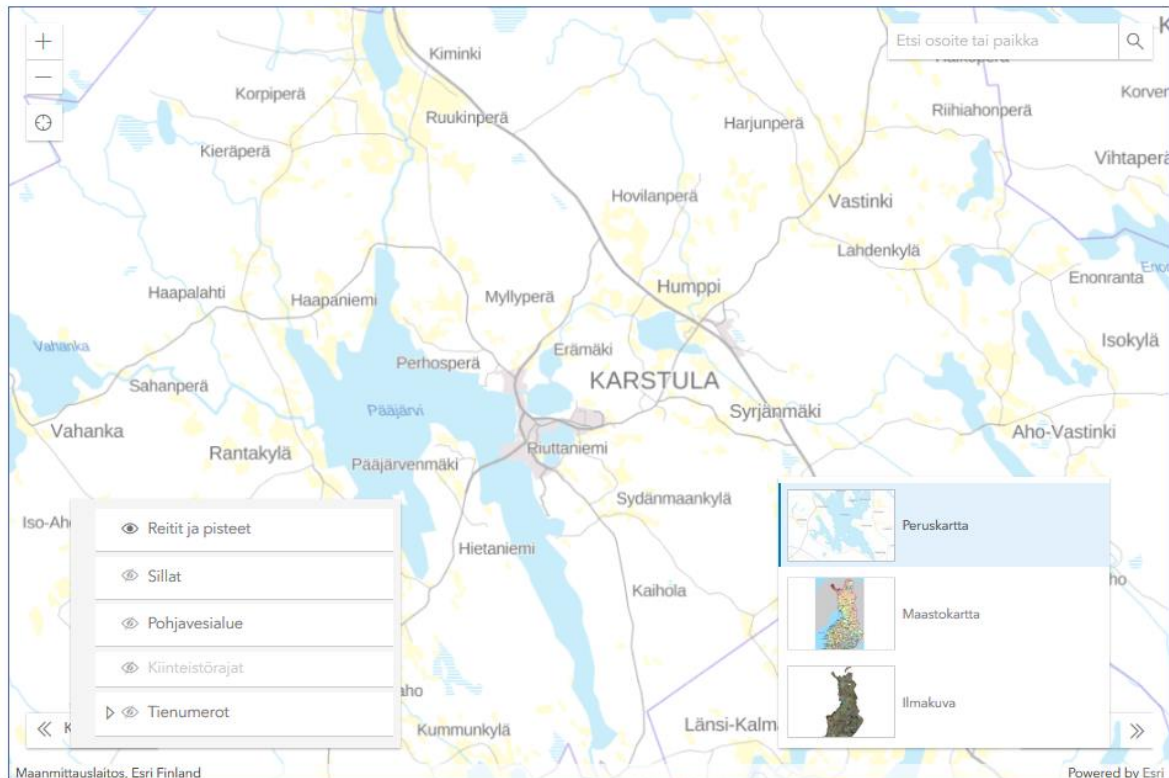 Kiminki
Etsi osoite tai paikka
Korpiperä
Ruukinperä
Harjunperä
Riihiahonperä
Kieräperä
Vihtaperä
Hovilanperä
Vastinki
Lahdenkylä
Enonranta
Haapalahti
Haapaniemi
Myllyperä
Humppi
Isokylä
Vahanka
Perhosperä
Erämäki
Sahanperä
KARSTULA
Pääjärvi
Syrjänmäki
Vahanka
Aho-Vastinki
Rantakylä
Riuttaniemi
Pääjärvenmäki
Sydänmaankylä
Hietaniemi
Kaihola
Reitit ja pisteet
Sillat
Pohjavesialue
Kiinteistörajat
Tienumerot
Peruskartta
Maastokartta
Ilmakuva
Kummunkylä
Länsi-Kalm
Maanmittauslaitos, Esri Finland
Powered by Esri